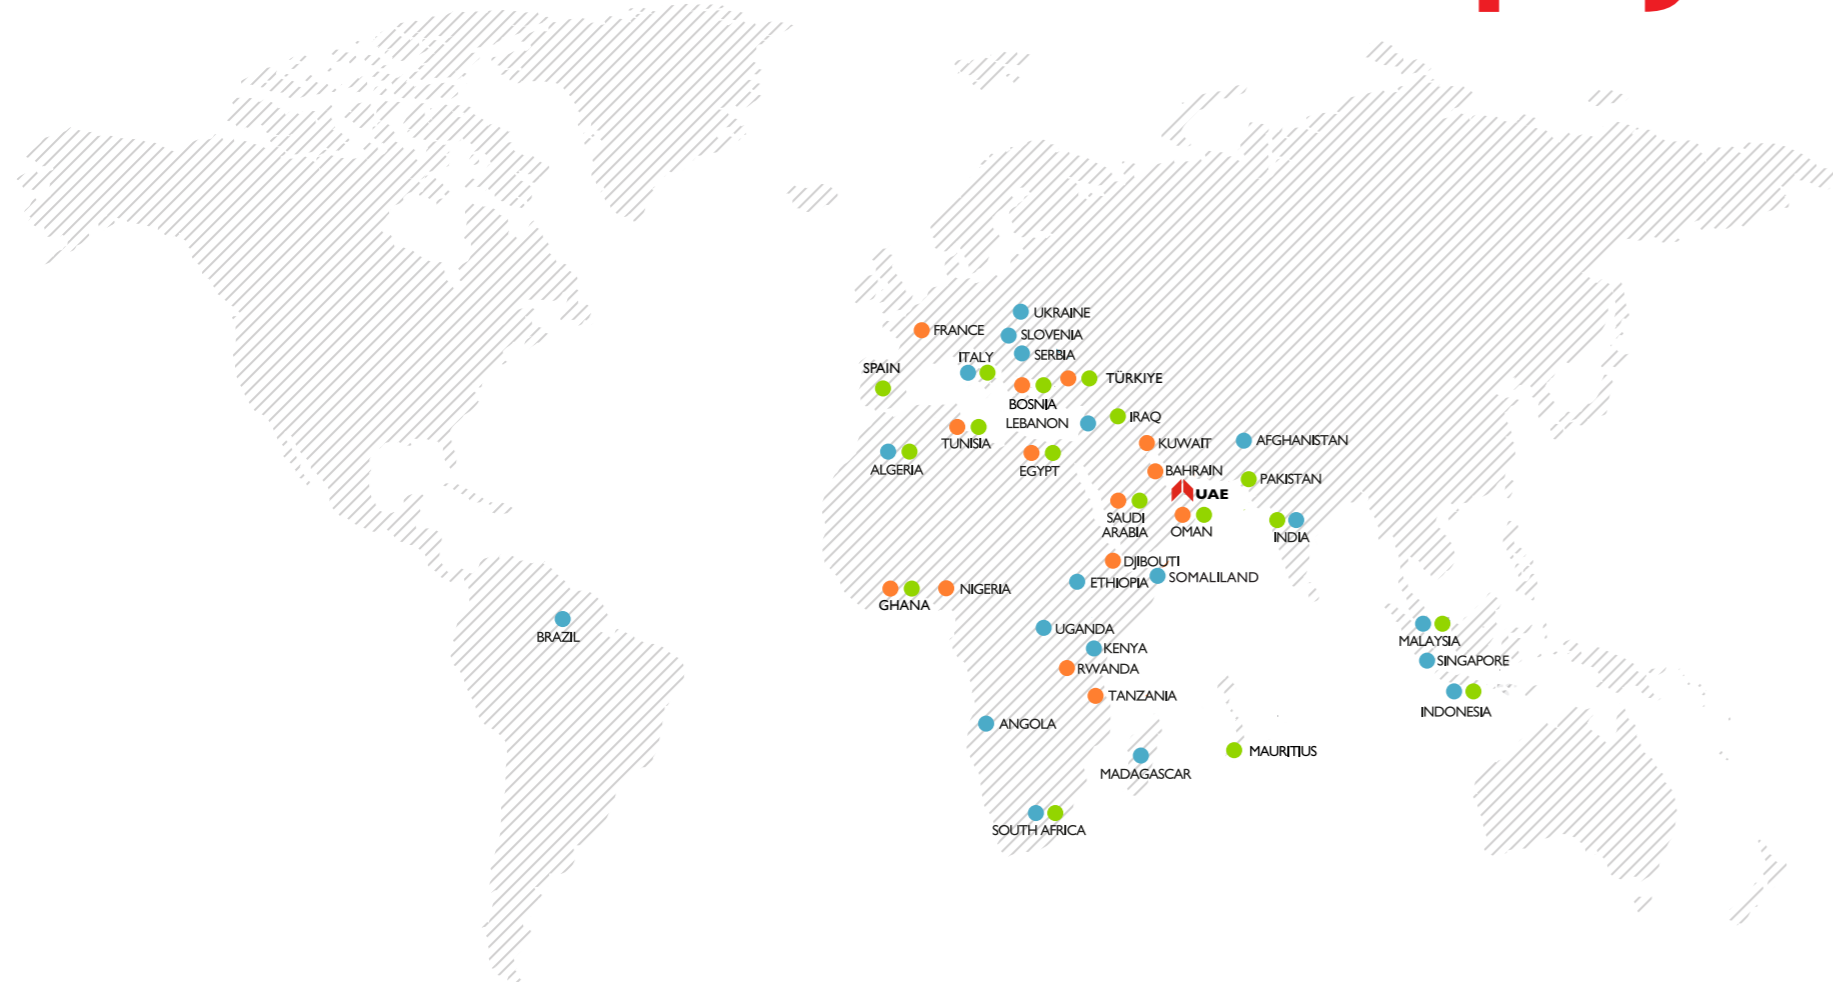 UKRAINE
FRANCE
SLOVENIA
ITALY
SERBIA
SPAIN
TÜRKIYE
BOSNIA
LEBANON
IRAQ
TUNISIA
KUWAIT
AFGHANISTAN
ALGERIA
EGYPT
BAHRAIN
PAKISTAN
UAE
SAUDI
ARABIA
OMAN
INDIA
DJIBOUTI
ETHIOPIA
SOMALILAND
NIGERIA
GHANA
BRAZIL
UGANDA
MALAYSIA
KENYA
SINGAPORE
RWANDA
TANZANIA
INDONESIA
ANGOLA
MAURITIUS
MADAGASCAR
SOUTH AFRICA